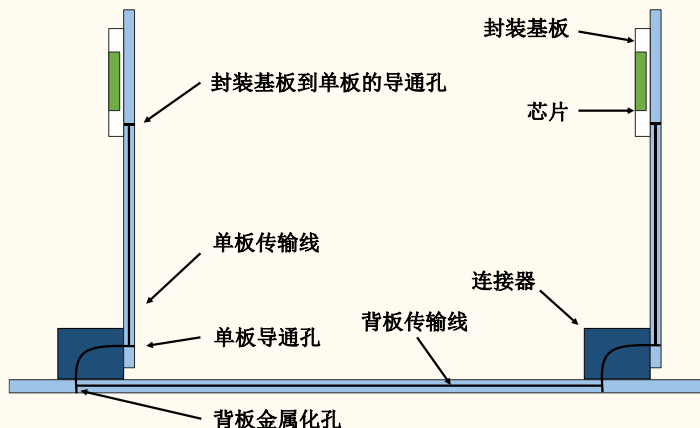 封装基板
封装基板到单板的导通孔
芯片
单板传输线
连接器
背板传输线
单板导通孔
背板金属化孔